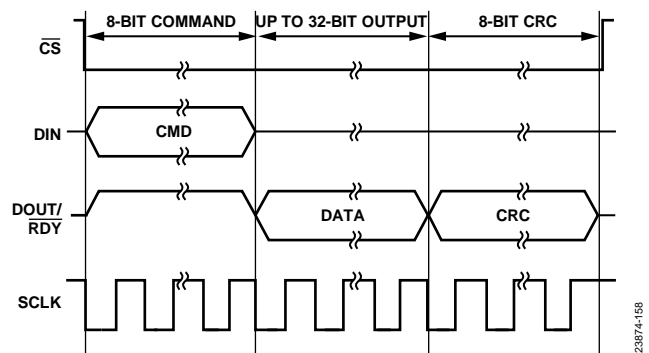 8-BIT COMMAND
UP TO 32-BIT OUTPUT
8-BIT CRC
CS
DIN
CMD
DOUT/
RDY
DATA
CRC
SCLK
23874-158